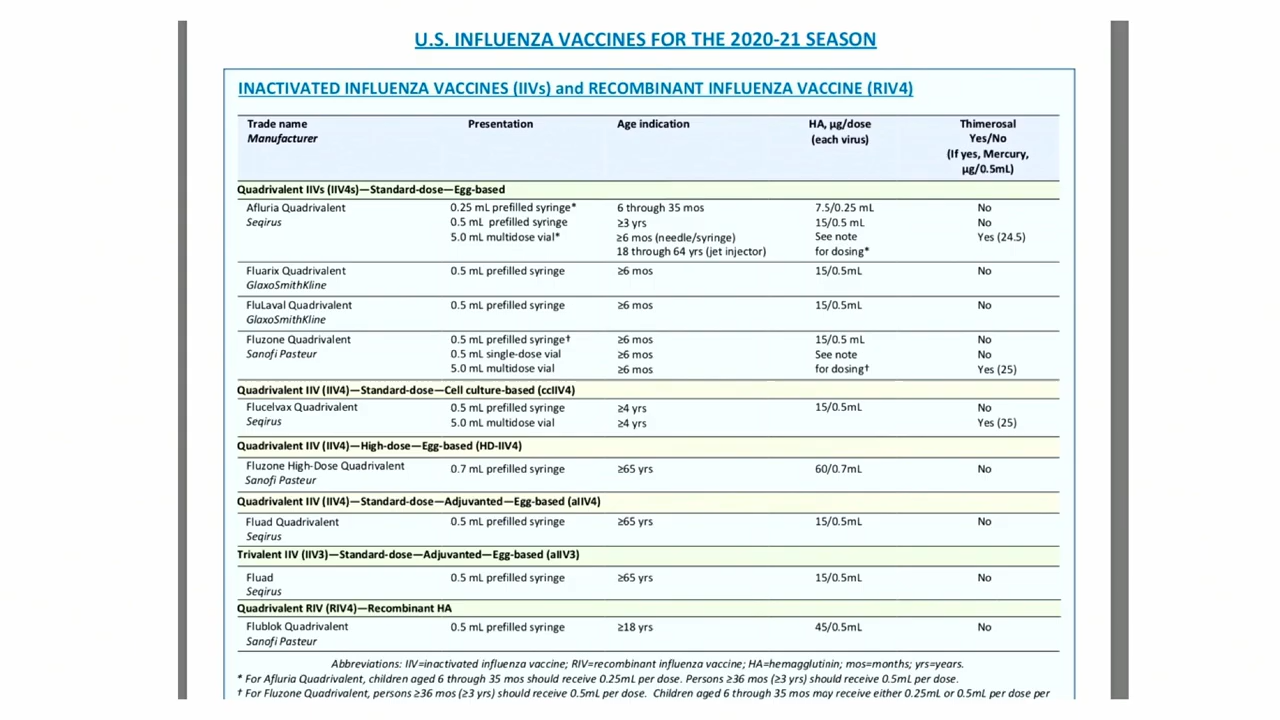 U.S. INFLUENZA VACCINES FOR THE 2020-21 SEASON
INACTIVATED INFLUENZA VACCINES (IIVs) and RECOMBINANT INFLUENZA VACCINE (RIV4)
Trade name Presentation Age indication HA, µg/dose Thimerosal
Manufacturer (each virus) Yes/No
(If yes, Mercury,
µg/0.5mL)
Quadrivalent IIVs (IIV4s)—Standard-dose—Egg-based
Afluria Quadrivalent 0.25 mL prefilled syringe* 6 through 35 mos 7.5/0.25 mL No
Seqirus 0.5 mL prefilled syringe ≥3 yrs 15/0.5 mL No
5.0 mL multidose vial* ≥6 mos (needle/syringe) See note Yes (24.5)
18 through 64 yrs (jet injector) for dosing*
Fluarix Quadrivalent 0.5 mL prefilled syringe ≥6 mos 15/0.5mL No
GlaxoSmithKline
FluLaval Quadrivalent 0.5 mL prefilled syringe ≥6 mos 15/0.5mL No
GlaxoSmithKline
Fluzone Quadrivalent 0.5 mL prefilled syringe† ≥6 mos 15/0.5 mL No
Sanofi Pasteur 0.5 mL single-dose vial ≥6 mos See note No
5.0 mL multidose vial ≥6 mos for dosing† Yes (25)
Quadrivalent IIV (IIV4)—Standard-dose—Cell culture-based (ccIIV4)
Flucelvax Quadrivalent 0.5 mL prefilled syringe ≥4 yrs 15/0.5mL No
Seqirus 5.0 mL multidose vial ≥4 yrs Yes (25)
Quadrivalent IIV (IIV4)—High-dose—Egg-based (HD-IIV4)
Fluzone High-Dose Quadrivalent 0.7 mL prefilled syringe ≥65 yrs 60/0.7mL No
Sanofi Pasteur
Quadrivalent IIV (IIV4)—Standard-dose—Adjuvanted—Egg-based (aIIV4)
Fluad Quadrivalent 0.5 mL prefilled syringe ≥65 yrs 15/0.5mL No
Seqirus
Trivalent IIV (IIV3)—Standard-dose—Adjuvanted—Egg-based (aIIV3)
Fluad 0.5 mL prefilled syringe ≥65 yrs 15/0.5mL No
Seqirus
Quadrivalent RIV (RIV4)—Recombinant HA
Flublok Quadrivalent 0.5 mL prefilled syringe ≥18 yrs 45/0.5mL No
Sanofi Pasteur
Abbreviations: IIV=inactivated influenza vaccine; RIV=recombinant influenza vaccine; HA=hemagglutinin; mos=months; yrs=years.
* For Afluria Quadrivalent, children aged 6 through 35 mos should receive 0.25mL per dose. Persons ≥36 mos (≥3 yrs) should receive 0.5mL per dose.
† For Fluzone Quadrivalent, persons ≥36 mos (≥3 yrs) should receive 0.5mL per dose. Children aged 6 through 35 mos may receive either 0.25mL or 0.5mL per dose per